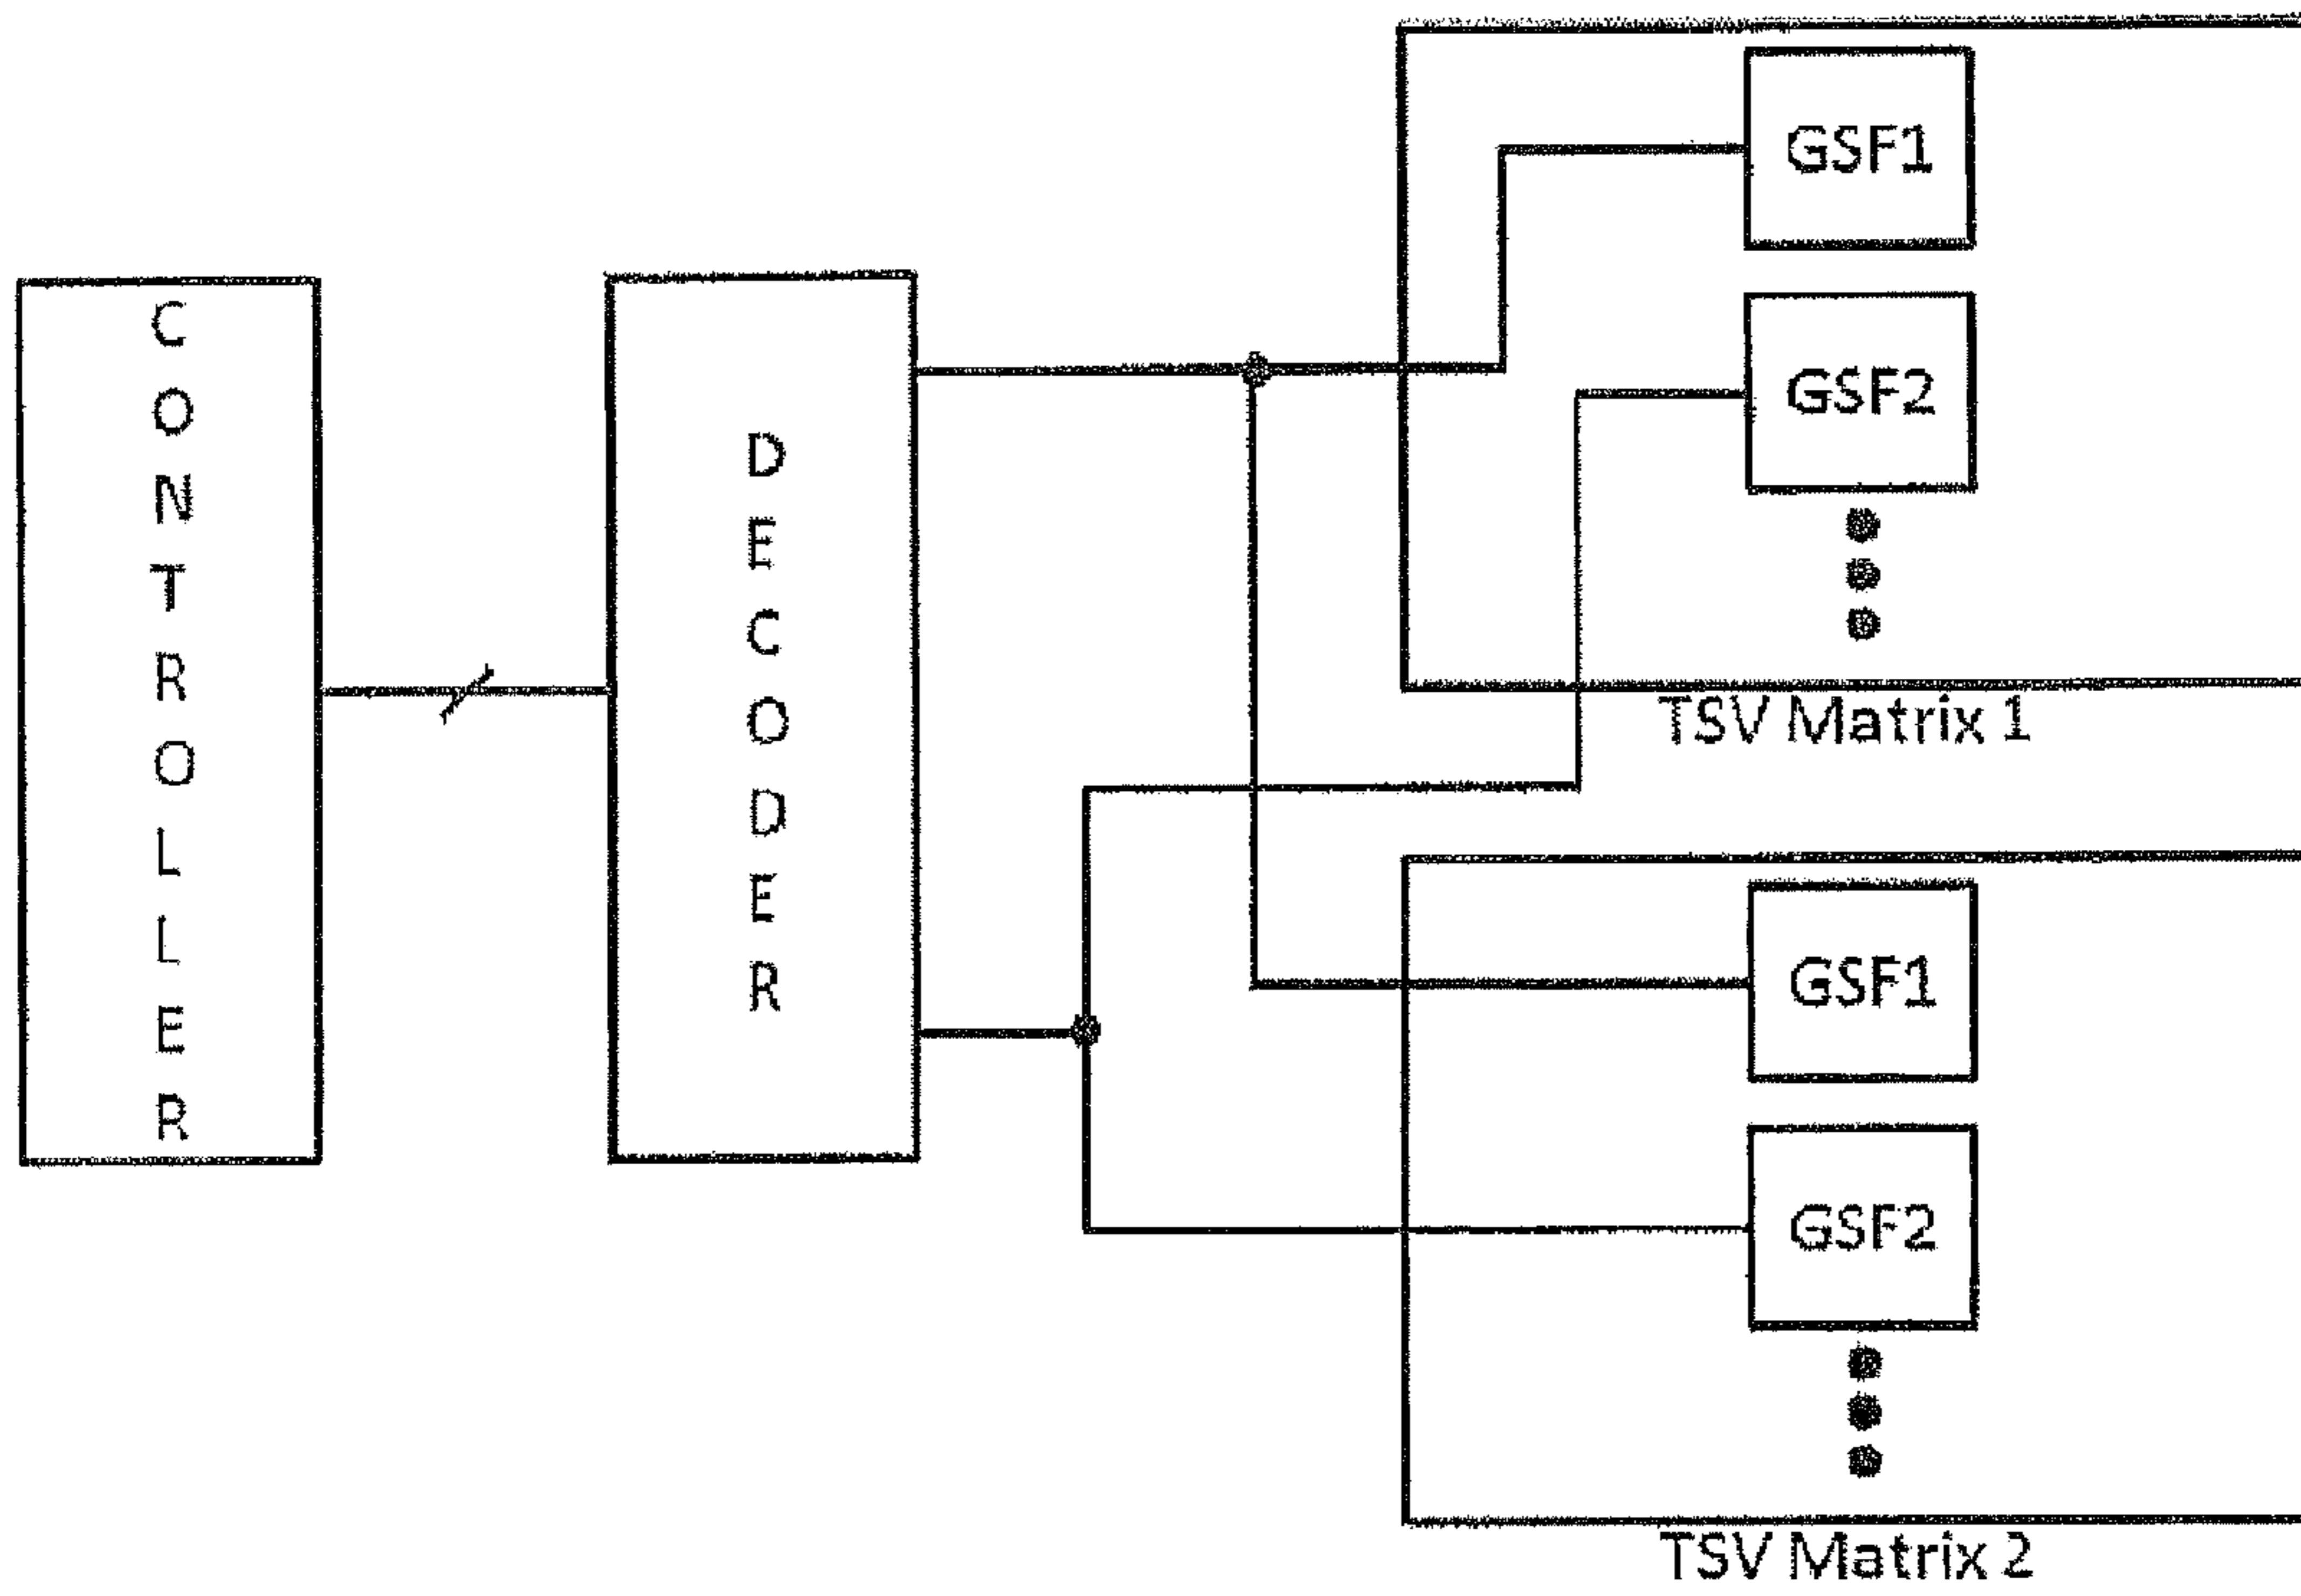 CONTROLLER
DECODER
GSF1
GSF2
TSV Matrix 1
GSF1
GSF2
TSV Matrix 2